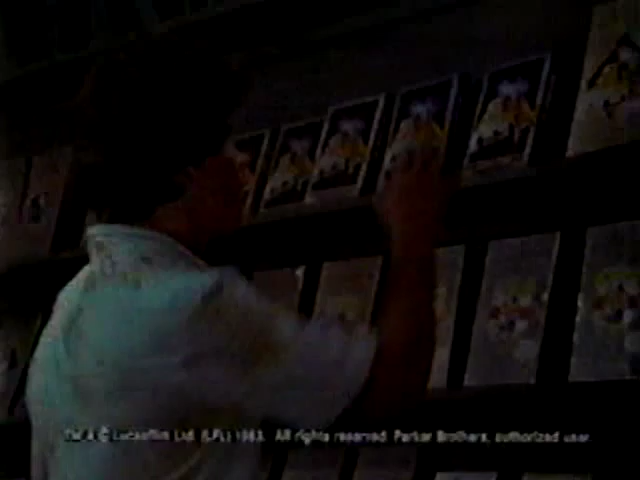 TM & © Lucasfilm Ltd. (LFL) 1983. All rights reserved. Parker Brothers, authorized user.